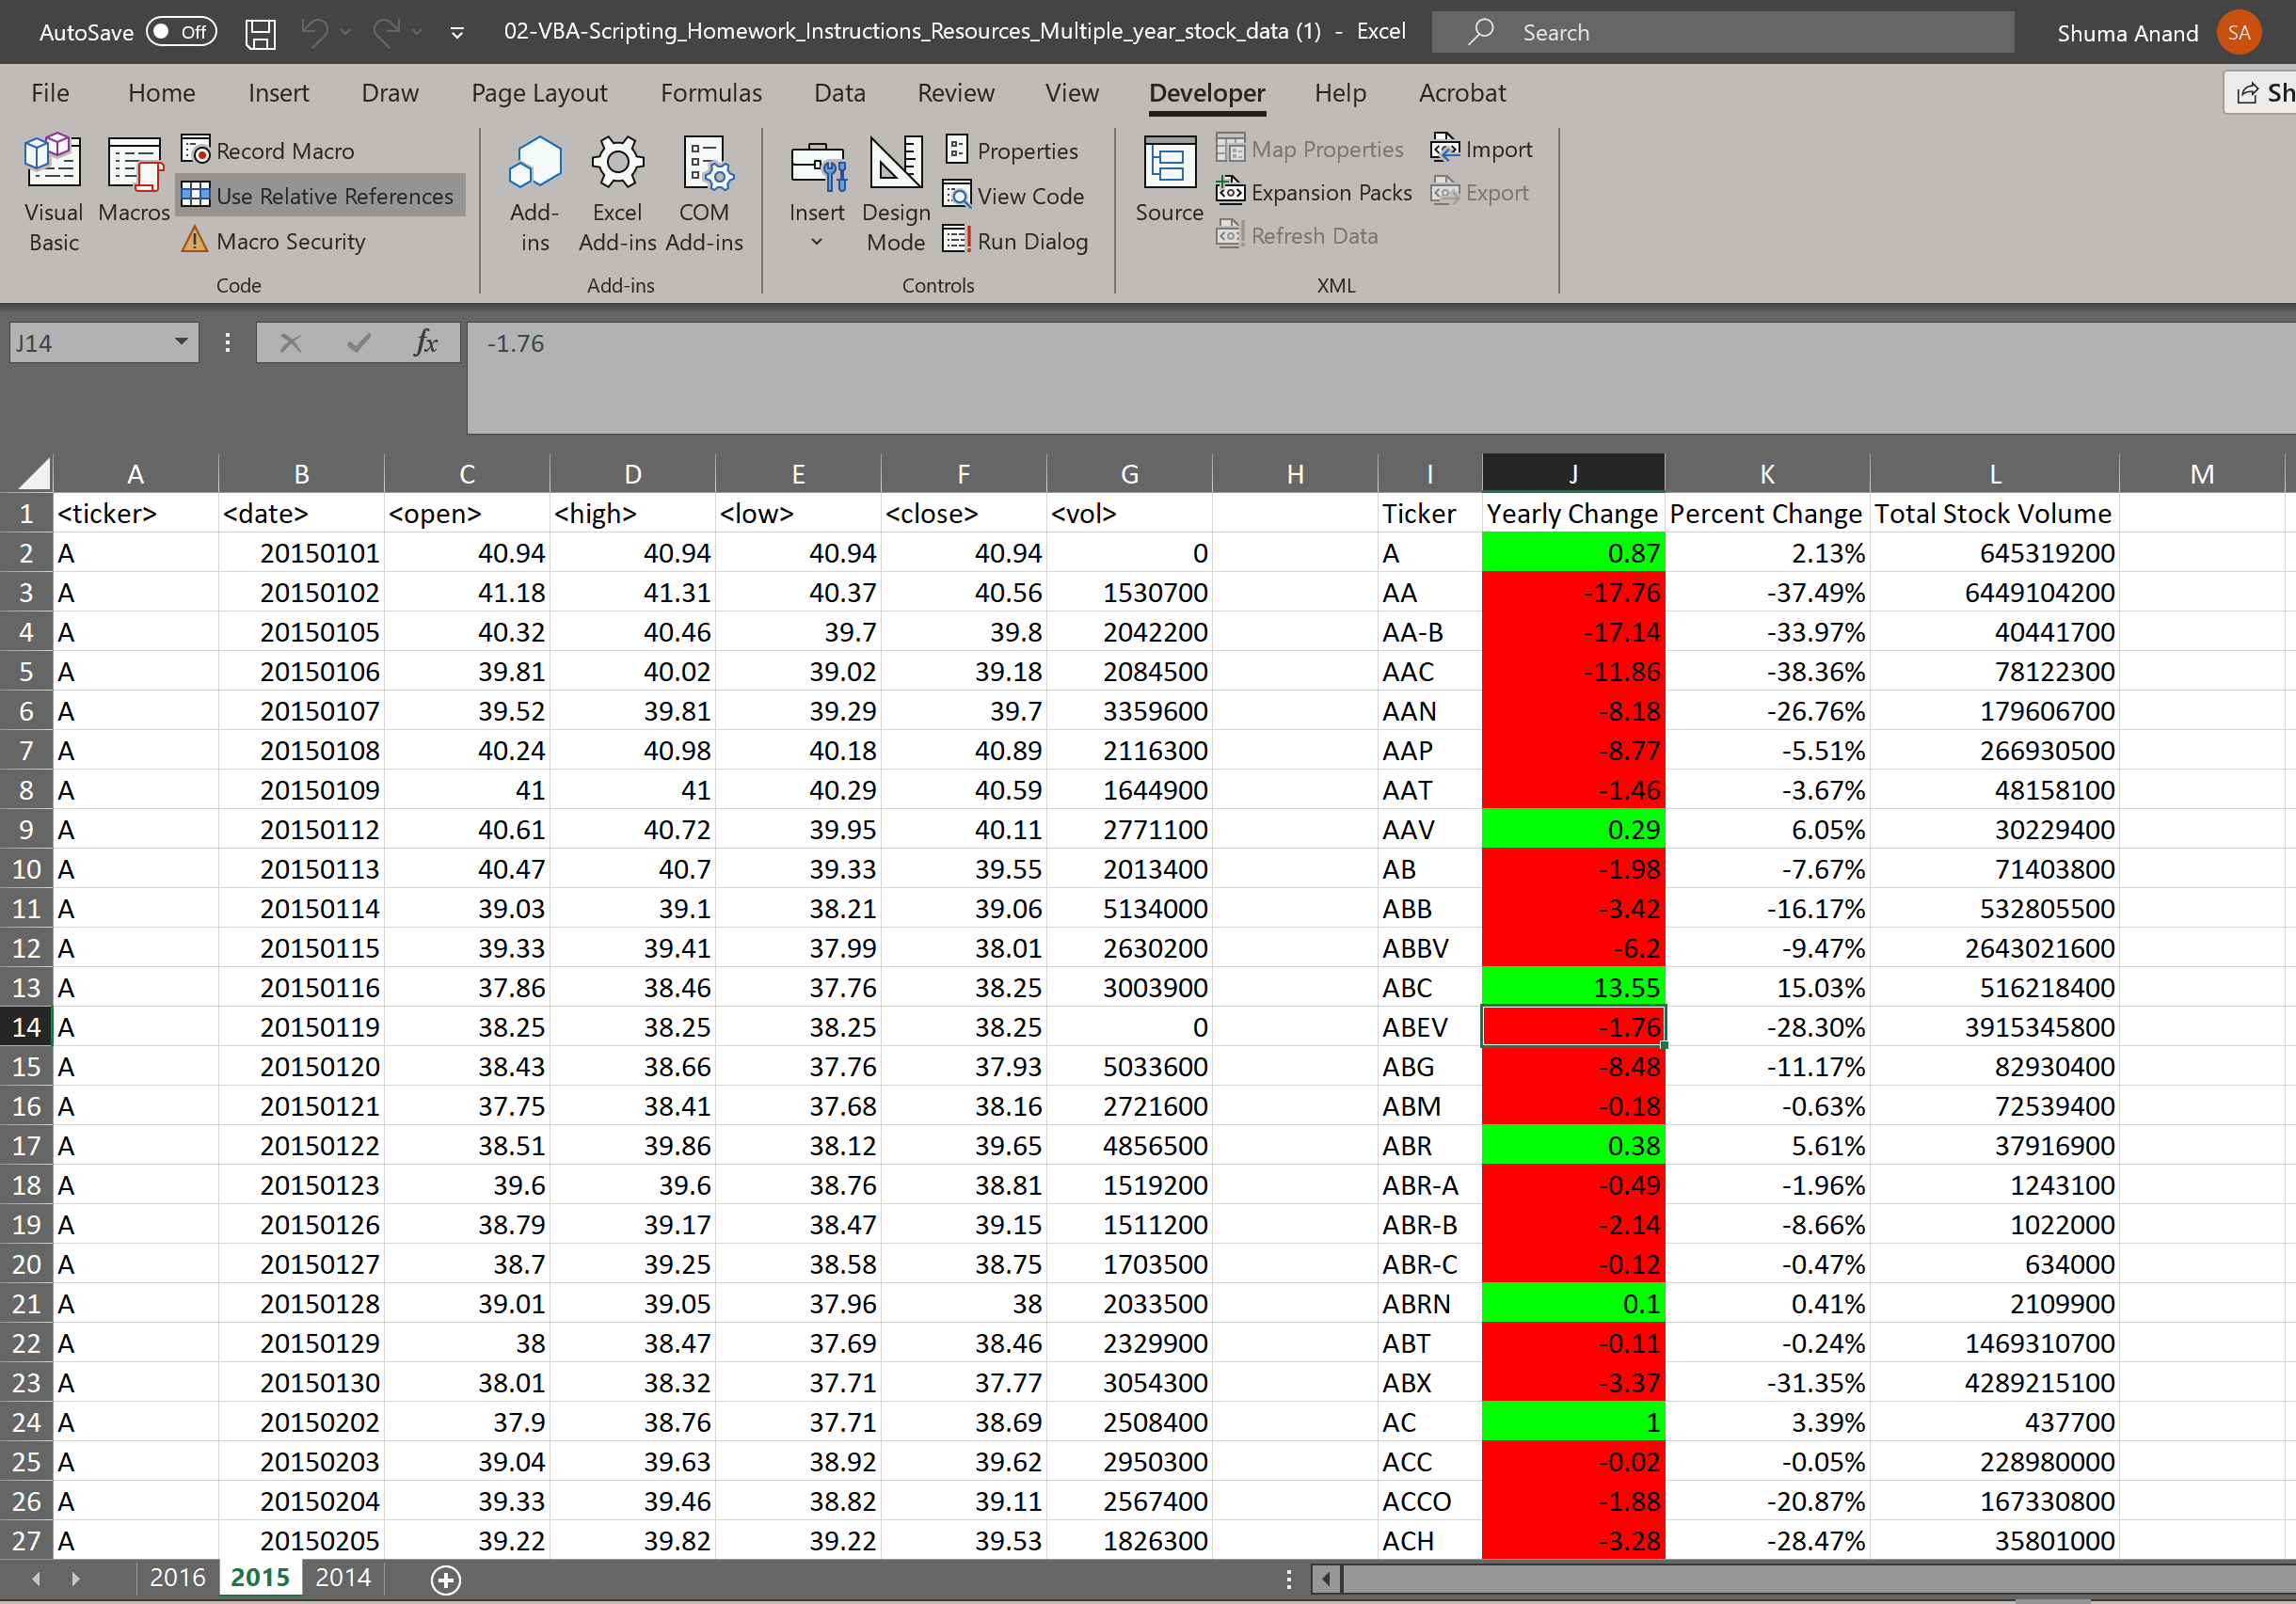 AutoSave Off 02-VBA-Scripting_Homework_Instructions_Resources_Multiple_year_stock_data (1) - Excel Search Shuma Anand SA
File Home Insert Draw Page Layout Formulas Data Review View Developer Help Acrobat Sh
Visual Basic
Macros
Record Macro
Use Relative References
Macro Security
Code
Add-ins
Excel Add-ins
COM Add-ins
Add-ins
Insert
Design Mode
Properties
View Code
Run Dialog
Controls
Source
Map Properties
Expansion Packs
Refresh Data
Import
Export
XML
J14 fx -1.76
A B C D E F G H I J K L M
1 <ticker> <date> <open> <high> <low> <close> <vol> Ticker Yearly Change Percent Change Total Stock Volume
2 A 20150101 40.94 40.94 40.94 40.94 0 A 0.87 2.13% 645319200
3 A 20150102 41.18 41.31 40.37 40.56 1530700 AA -17.76 -37.49% 6449104200
4 A 20150105 40.32 40.46 39.7 39.8 2042200 AA-B -17.14 -33.97% 40441700
5 A 20150106 39.81 40.02 39.02 39.18 2084500 AAC -11.86 -38.36% 78122300
6 A 20150107 39.52 39.81 39.29 39.7 3359600 AAN -8.18 -26.76% 179606700
7 A 20150108 40.24 40.98 40.18 40.89 2116300 AAP -8.77 -5.51% 266930500
8 A 20150109 41 41 40.29 40.59 1644900 AAT -1.46 -3.67% 48158100
9 A 20150112 40.61 40.72 39.95 40.11 2771100 AAV 0.29 6.05% 30229400
10 A 20150113 40.47 40.7 39.33 39.55 2013400 AB -1.98 -7.67% 71403800
11 A 20150114 39.03 39.1 38.21 39.06 5134000 ABB -3.42 -16.17% 532805500
12 A 20150115 39.33 39.41 37.99 38.01 2630200 ABBV -6.2 -9.47% 2643021600
13 A 20150116 37.86 38.46 37.76 38.25 3003900 ABC 13.55 15.03% 516218400
14 A 20150119 38.25 38.25 38.25 38.25 0 ABEV -1.76 -28.30% 3915345800
15 A 20150120 38.43 38.66 37.76 37.93 5033600 ABG -8.48 -11.17% 82930400
16 A 20150121 37.75 38.41 37.68 38.16 2721600 ABM -0.18 -0.63% 72539400
17 A 20150122 38.51 39.86 38.12 39.65 4856500 ABR 0.38 5.61% 37916900
18 A 20150123 39.6 39.6 38.76 38.81 1519200 ABR-A -0.49 -1.96% 1243100
19 A 20150126 38.79 39.17 38.47 39.15 1511200 ABR-B -2.14 -8.66% 1022000
20 A 20150127 38.7 39.25 38.58 38.75 1703500 ABR-C -0.12 -0.47% 634000
21 A 20150128 39.01 39.05 37.96 38 2033500 ABRN 0.1 0.41% 2109900
22 A 20150129 38 38.47 37.69 38.46 2329900 ABT -0.11 -0.24% 1469310700
23 A 20150130 38.01 38.32 37.71 37.77 3054300 ABX -3.37 -31.35% 4289215100
24 A 20150202 37.9 38.76 37.71 38.69 2508400 AC 1 3.39% 437700
25 A 20150203 39.04 39.63 38.92 39.62 2950300 ACC -0.02 -0.05% 228980000
26 A 20150204 39.33 39.46 38.82 39.11 2567400 ACCO -1.88 -20.87% 167330800
27 A 20150205 39.22 39.82 39.22 39.53 1826300 ACH -3.28 -28.47% 35801000
2016 2015 2014